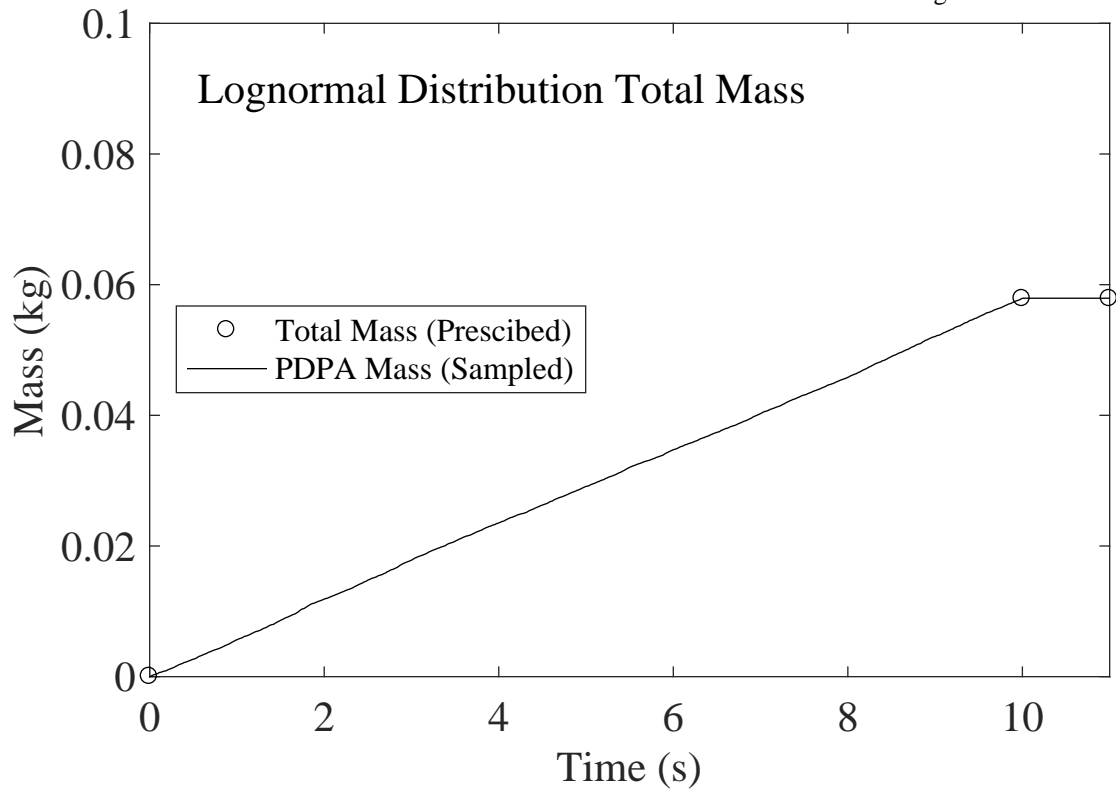 g
0.1
Lognormal Distribution Total Mass
0.08
0.06
Total Mass (Prescibed)
PDPA Mass (Sampled)
Mass (kg)
0.04
0.02
0
0 2 4 6 8 10
Time (s)